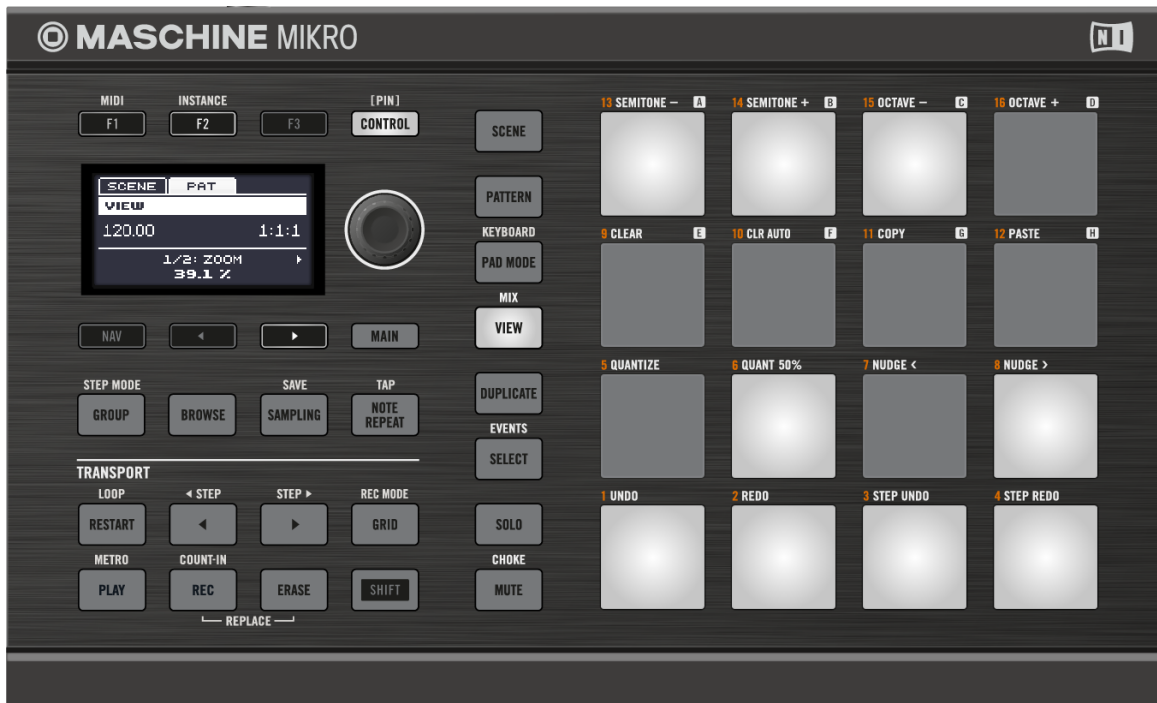 MASCHINE MIKRO
NI
MIDI INSTANCE [PIN]
F1 F2 F3 CONTROL
SCENE PAT
VIEW
120.00 1:1:1
1/2: ZOOM
39.1 %
NAV ◀ ▶ MAIN
STEP MODE SAVE TAP
GROUP BROWSE SAMPLING NOTE REPEAT
TRANSPORT
LOOP ◀ STEP STEP ▶ REC MODE
RESTART ◀ ▶ GRID
METRO COUNT-IN
PLAY REC ERASE SHIFT
REPLACE
SCENE
PATTERN
KEYBOARD
PAD MODE
MIX
VIEW
DUPLICATE
EVENTS
SELECT
SOLO
CHOKE
MUTE
13 SEMITONE – A 14 SEMITONE + B 15 OCTAVE – C 16 OCTAVE + D
9 CLEAR E 10 CLR AUTO F 11 COPY G 12 PASTE H
5 QUANTIZE 6 QUANT 50% 7 NUDGE < 8 NUDGE >
1 UNDO 2 REDO 3 STEP UNDO 4 STEP REDO